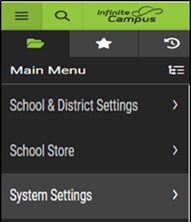 Infinite
Campus
Main Menu
School & District Settings
School Store
System Settings